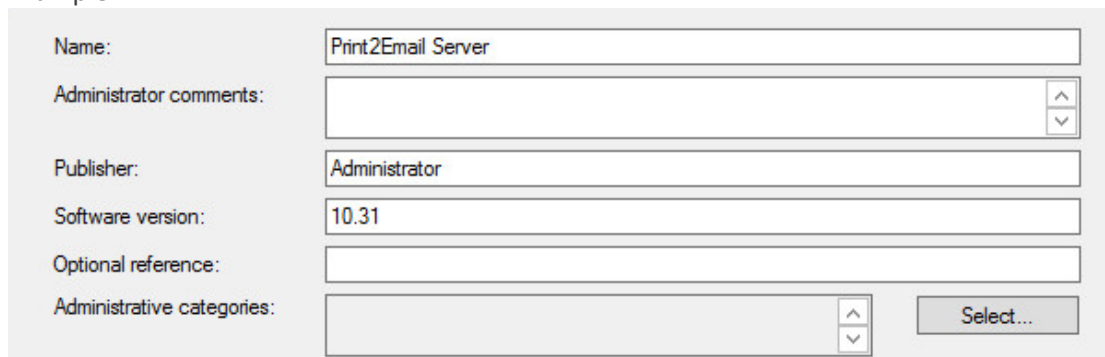 Name: Print2Email Server
Administrator comments:
Publisher: Administrator
Software version: 10.31
Optional reference:
Administrative categories: Select...